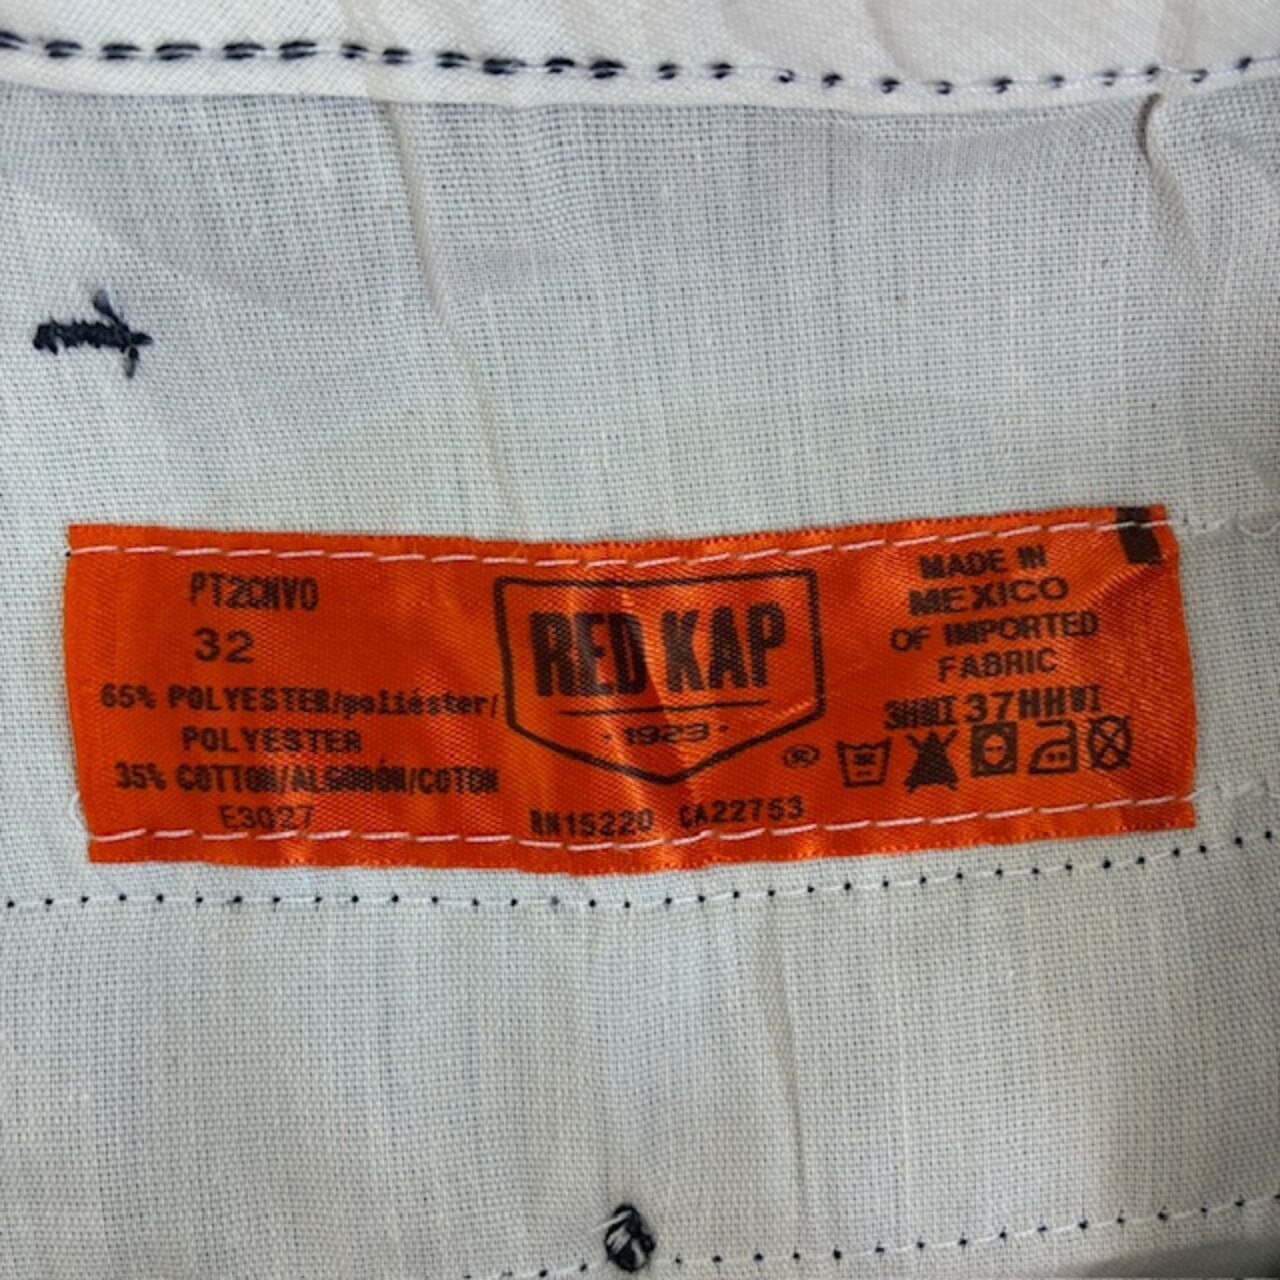 PT2CNVO
32
65% POLYESTER/poliéster/
POLYESTER
35% COTTON/ALGODÓN/COTON
E3027
RED KAP
·1923·
®
RN15220 CA22753
MADE IN
MEXICO
OF IMPORTED
FABRIC
37HHWI